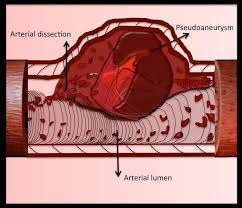 Arterial dissection
Pseudoaneurysm
Arterial lumen